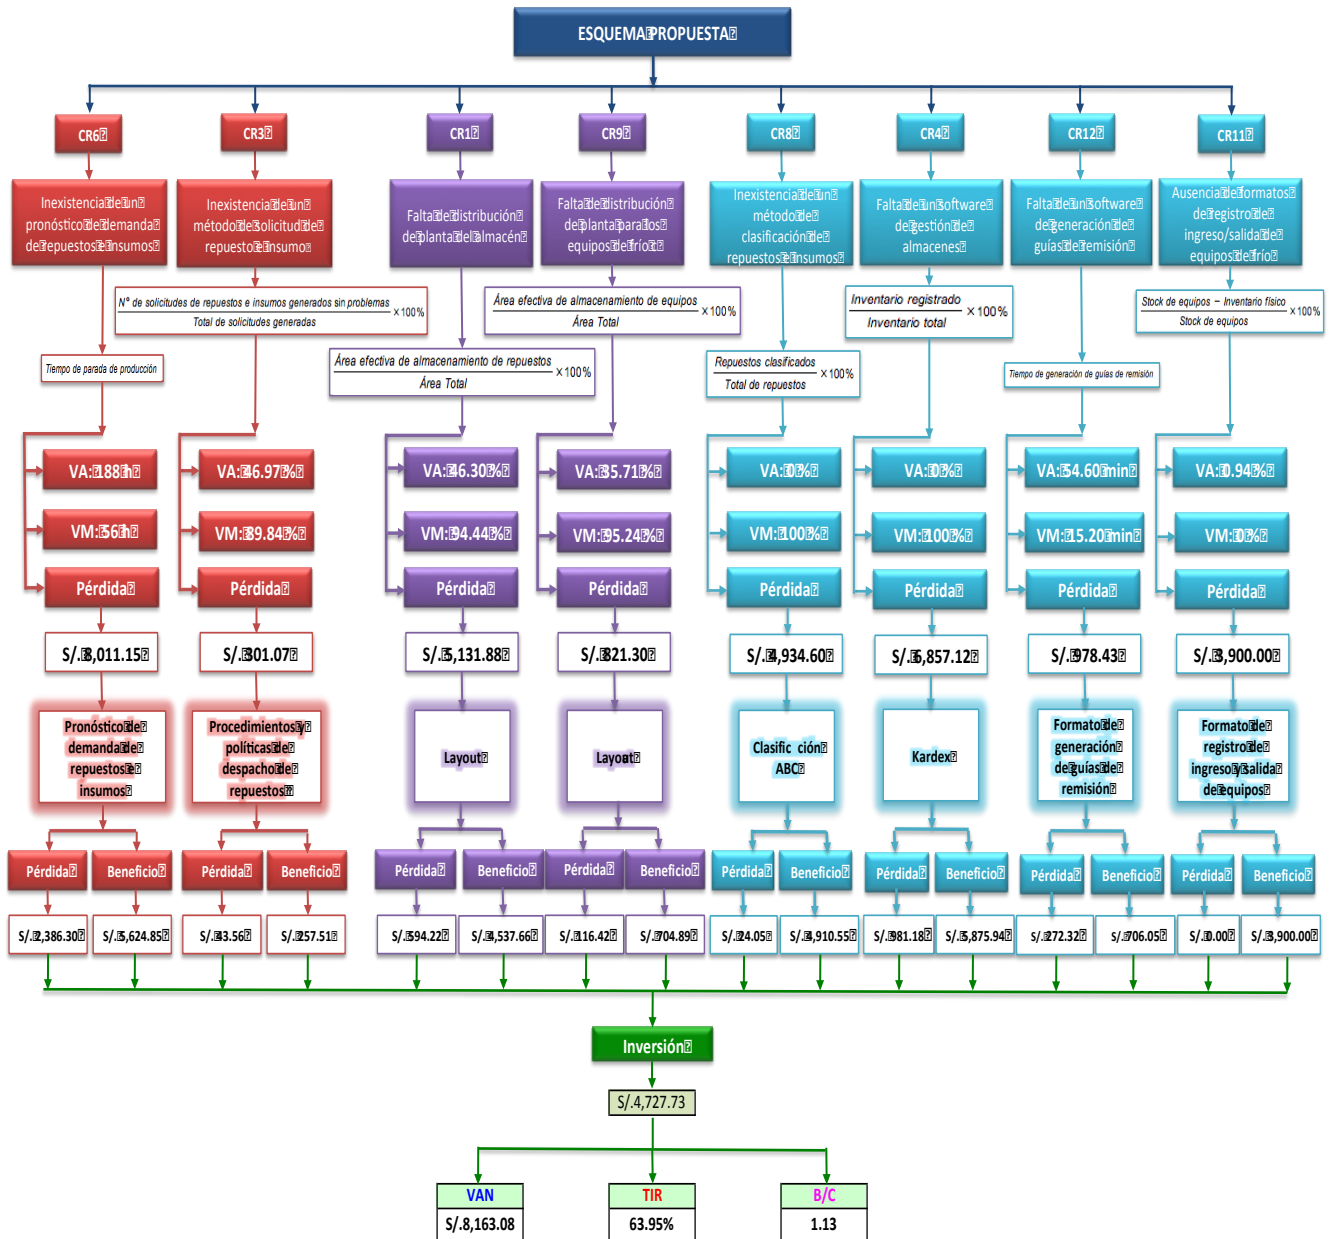 ESQUEMA PROPUESTA
CR6
CR3
CR1
CR9
CR8
CR4
CR12
CR11
Inexistencia de un
pronóstico de demanda
de repuestos e insumos
Inexistencia de un
método de solicitud de
repuesto e insumo
Falta de distribución
de planta del almacén
Falta de distribución
de planta para los
equipos de frío
Inexistencia de un
método de
clasificación de
repuestos e insumos
Falta de un software
de gestión de
almacenes
Falta de un software
de generación de
guías de remisión
Ausencia de formatos
de registro de
ingreso/salida de
equipos de frío
Tiempo de parada de producción
N° de solicitudes de repuestos e insumos generados sin problemas
Total de solicitudes generadas
×100%
Área efectiva de almacenamiento de repuestos
Área Total
×100%
Área efectiva de almacenamiento de equipos
Área Total
×100%
Repuestos clasificados
Total de repuestos
×100%
Inventario registrado
Inventario total
×100%
Tiempo de generación de guías de remisión
Stock de equipos − Inventario físico
Stock de equipos
×100%
VA: 188 h
VA: 46.97 %
VA: 46.30 %
VA: 35.71 %
VA: 0 %
VA: 0 %
VA: 54.60 min
VA: 0.94 %
VM: 56 h
VM: 89.84 %
VM: 94.44 %
VM: 95.24 %
VM: 100 %
VM: 100 %
VM: 15.20 min
VM: 0 %
Pérdida
Pérdida
Pérdida
Pérdida
Pérdida
Pérdida
Pérdida
Pérdida
S/. 8,011.15
S/. 301.07
S/. 5,131.88
S/. 821.30
S/. 4,934.60
S/. 6,857.12
S/. 978.43
S/. 3,900.00
Pronóstico de
demanda de
repuestos e
insumos
Procedimientos y
políticas de
despacho de
repuestos
Layout
Layout
Clasific ción
ABC
Kardex
Formato de
generación
de guías de
remisión
Formato de
registro de
ingreso y salida
de equipos
Pérdida
Beneficio
Pérdida
Beneficio
Pérdida
Beneficio
Pérdida
Beneficio
Pérdida
Beneficio
Pérdida
Beneficio
Pérdida
Beneficio
Pérdida
Beneficio
S/. 2,386.30
S/. 5,624.85
S/. 43.56
S/. 257.51
S/. 594.22
S/. 4,537.66
S/. 116.42
S/. 704.89
S/. 24.05
S/. 4,910.55
S/. 981.18
S/. 5,875.94
S/. 272.32
S/. 706.05
S/. 0.00
S/. 3,900.00
Inversión
S/.4,727.73
VAN
S/.8,163.08
TIR
63.95%
B/C
1.13